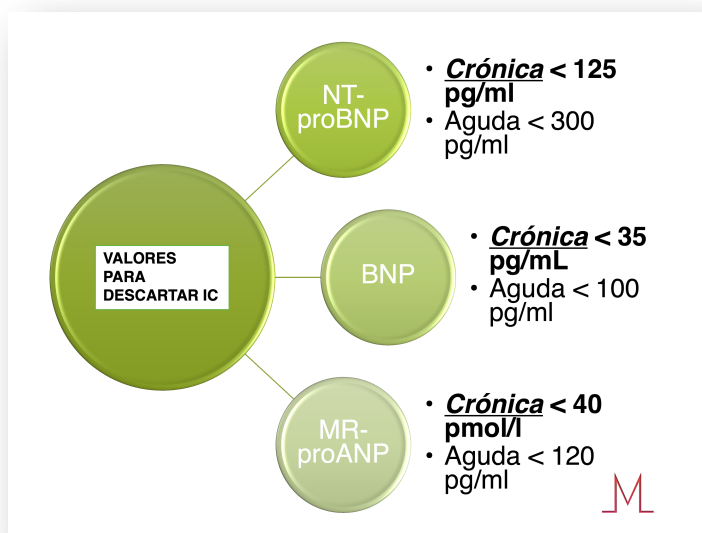 VALORES
PARA
DESCARTAR IC
NT-
proBNP
• Crónica < 125
pg/ml
• Aguda < 300
pg/ml
BNP
• Crónica < 35
pg/mL
• Aguda < 100
pg/ml
MR-
proANP
• Crónica < 40
pmol/l
• Aguda < 120
pg/ml